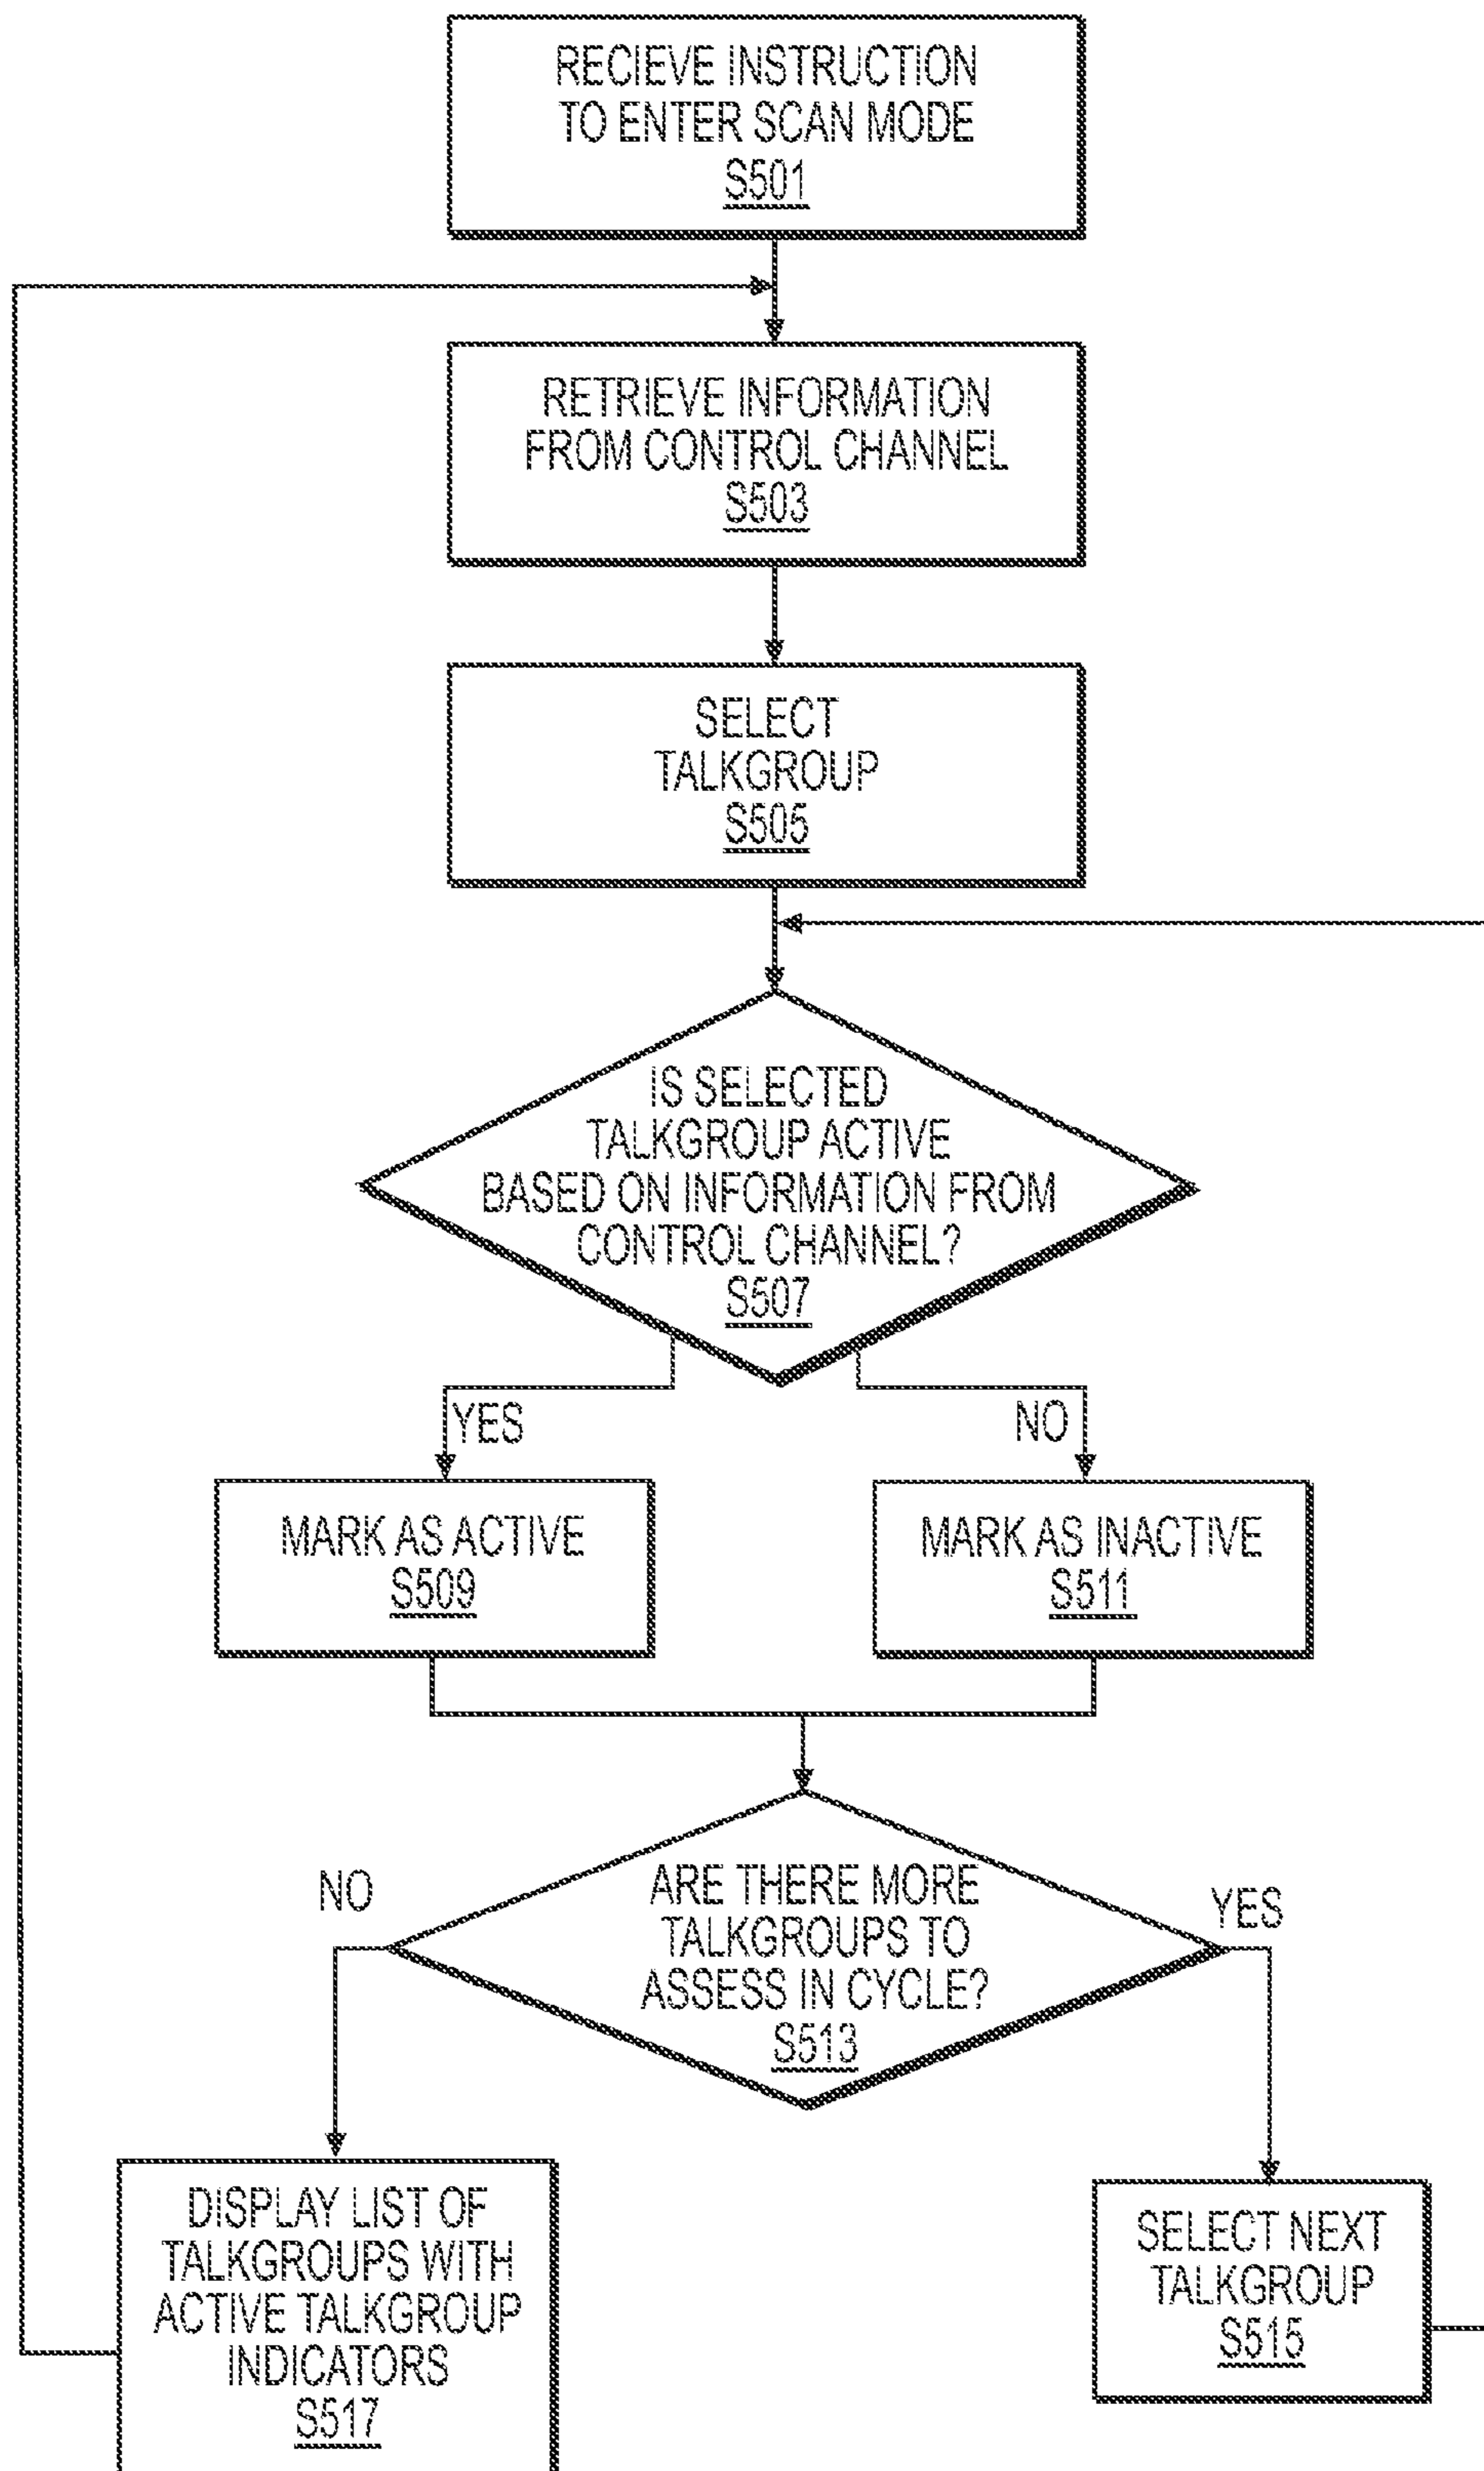 RECIEVE INSTRUCTION
TO ENTER SCAN MODE
S501
RETRIEVE INFORMATION
FROM CONTROL CHANNEL
S503
SELECT
TALKGROUP
S505
IS SELECTED
TALKGROUP ACTIVE
BASED ON INFORMATION FROM
CONTROL CHANNEL?
S507
YES
NO
MARK AS ACTIVE
S509
MARK AS INACTIVE
S511
NO
ARE THERE MORE
TALKGROUPS TO
ASSESS IN CYCLE?
S513
YES
DISPLAY LIST OF
TALKGROUPS WITH
ACTIVE TALKGROUP
INDICATORS
S517
SELECT NEXT
TALKGROUP
S515